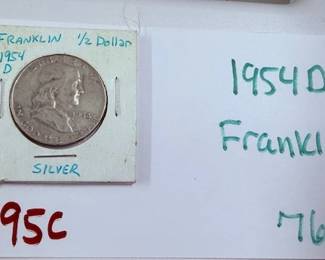 FRANKLIN ½ Dollar
1954
D
SILVER
95C
1954D
Frankl
76